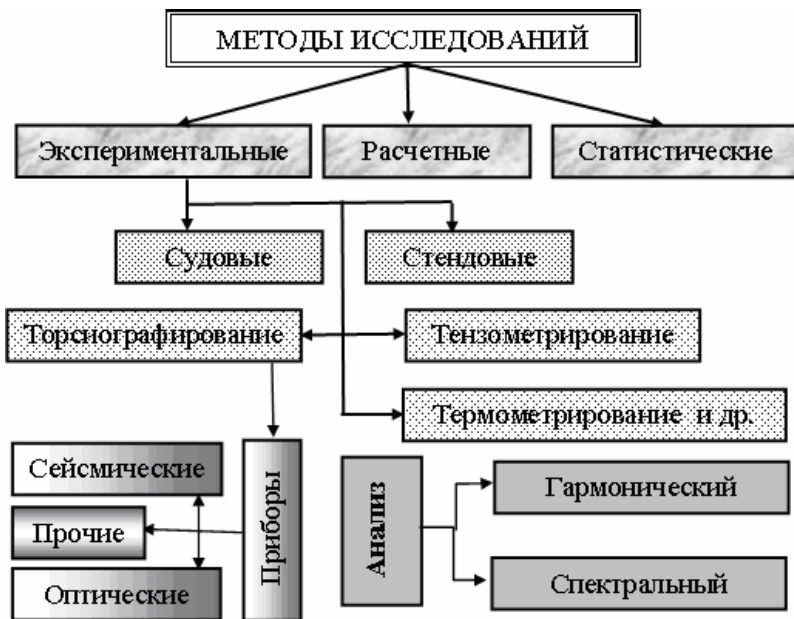 МЕТОДЫ ИССЛЕДОВАНИЙ
Экспериментальные
Расчетные
Статистические
Судовые
Стендовые
Торсиографирование
Тензометрирование
Термометрирование и др.
Сейсмические
Прочие
Оптические
Приборы
Анализ
Гармонический
Спектральный